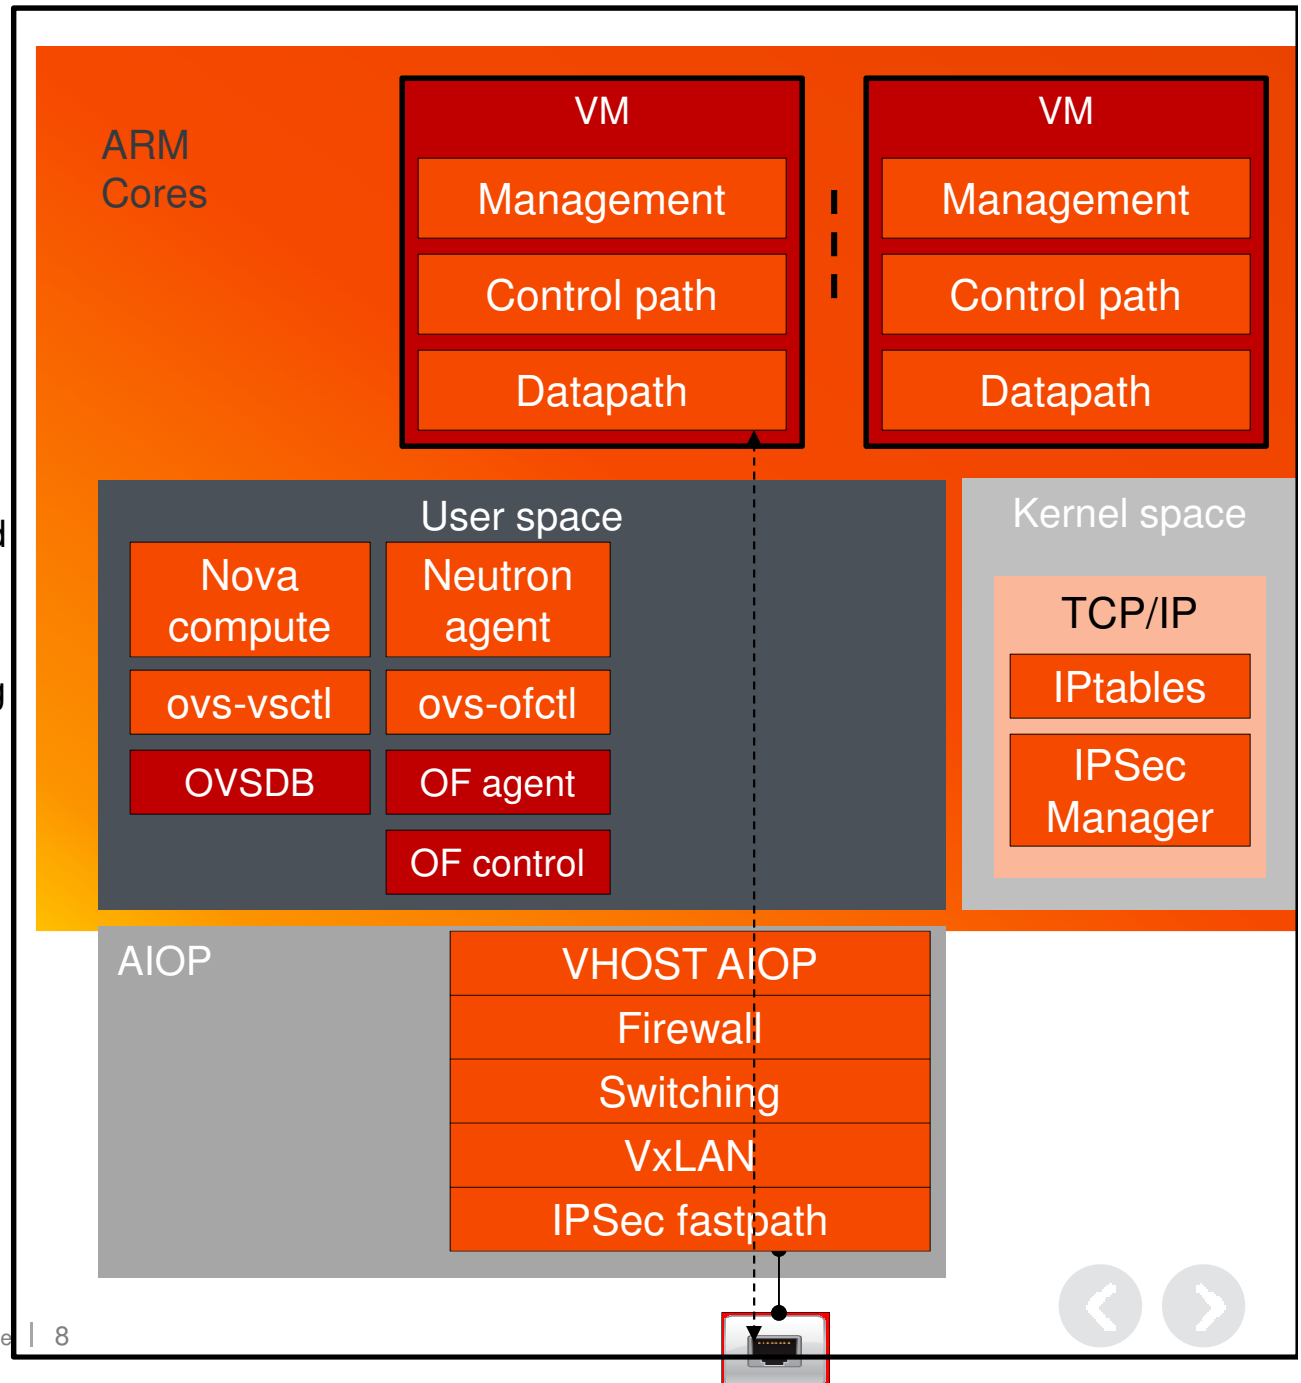 VM
VM
ARM
Cores
Management
Management
Control path
Control path
Datapath
Datapath
User space
Kernel space
Nova
compute
Neutron
agent
TCP/IP
ovs-vsctl
ovs-ofctl
IPtables
OVSDB
OF agent
IPSec
Manager
OF control
AIOP
VHOST AIOP
Firewall
Switching
VxLAN
IPSec fastpath
8